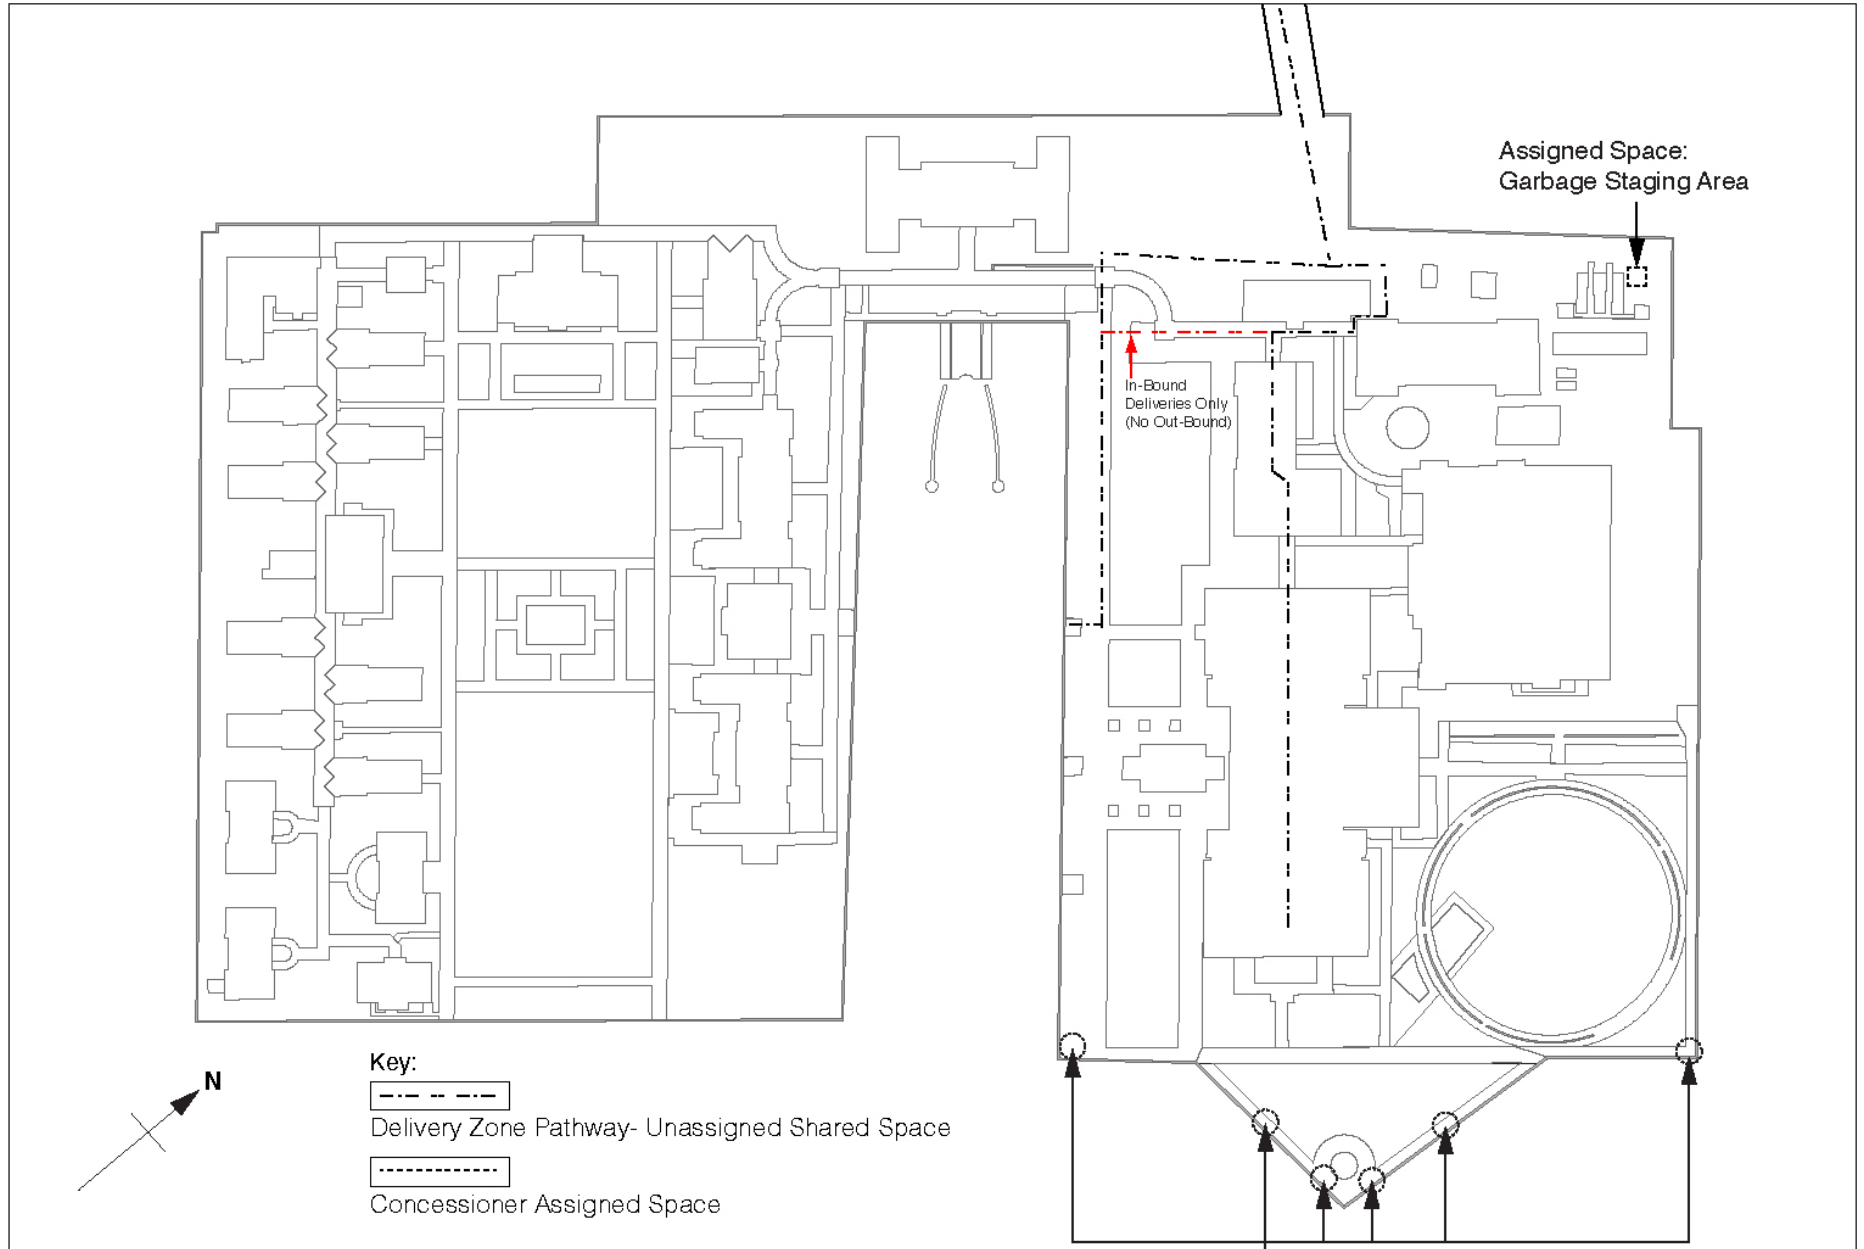 Assigned Space:
Garbage Staging Area
In-Bound
Deliveries Only
(No Out-Bound)
Key:
N
Delivery Zone Pathway- Unassigned Shared Space
Concessioner Assigned Space